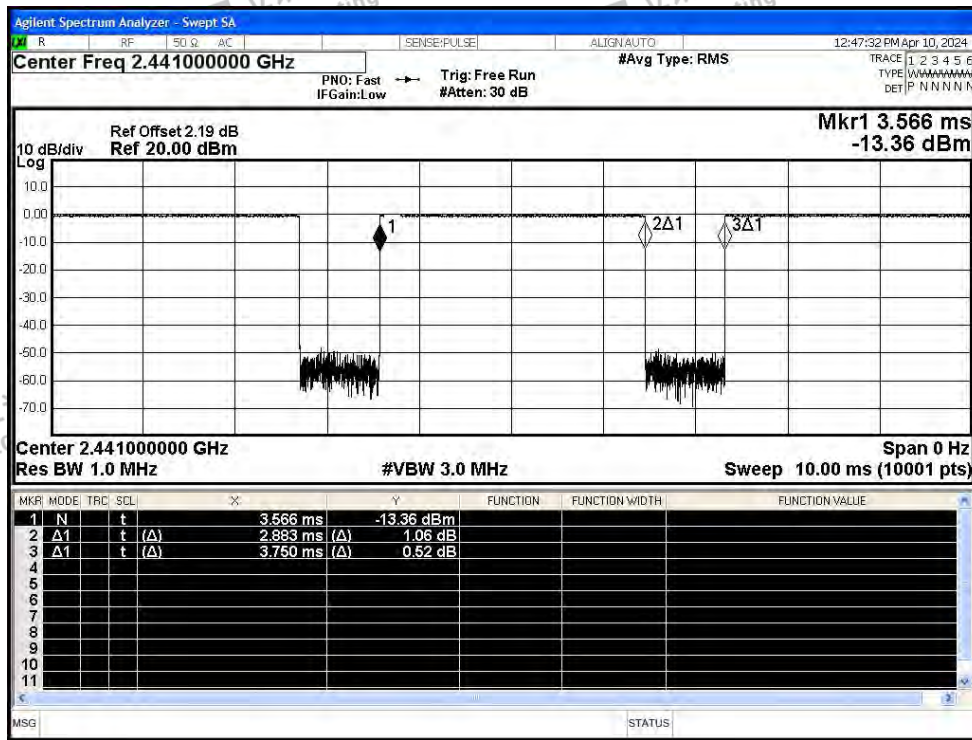 Agilent Spectrum Analyzer - Swept SA
LXI R RF 50 Ω AC SENSE:PULSE ALIGN AUTO 12:47:32 PM Apr 10, 2024
Center Freq 2.441000000 GHz #Avg Type: RMS TRACE 1 2 3 4 5 6
PNO: Fast Trig: Free Run TYPE
IFGain:Low #Atten: 30 dB DET P N N N N N
Mkr1 3.566 ms
Ref Offset 2.19 dB
10 dB/div Ref 20.00 dBm -13.36 dBm
Log
10.0
0.00
1 2Δ1 3Δ1
-10.0
-20.0
-30.0
-40.0
-50.0
-60.0
-70.0
Center 2.441000000 GHz Span 0 Hz
Res BW 1.0 MHz #VBW 3.0 MHz Sweep 10.00 ms (10001 pts)
MKR MODE TRC SCL X Y FUNCTION FUNCTION WIDTH FUNCTION VALUE
1 N t 3.566 ms -13.36 dBm
2 Δ1 t (Δ) 2.883 ms (Δ) 1.06 dB
3 Δ1 t (Δ) 3.750 ms (Δ) 0.52 dB
4
5
6
7
8
9
10
11
MSG STATUS